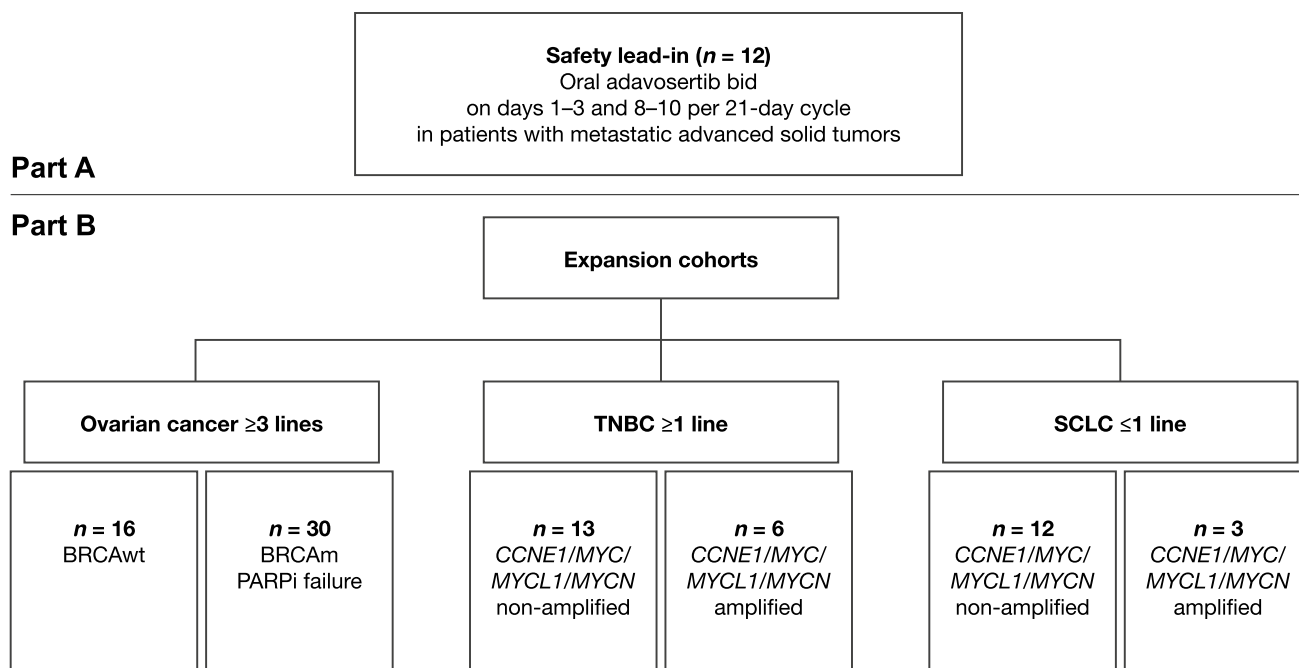 Safety lead-in (n = 12)
Oral adavosertib bid
on days 1–3 and 8–10 per 21-day cycle
in patients with metastatic advanced solid tumors
Part A
Part B
Expansion cohorts
Ovarian cancer ≥3 lines
TNBC ≥1 line
SCLC ≤1 line
n = 16
BRCAwt
n = 30
BRCAm
PARPi failure
n = 13
CCNE1/MYC/
MYCL1/MYCN
non-amplified
n = 6
CCNE1/MYC/
MYCL1/MYCN
amplified
n = 12
CCNE1/MYC/
MYCL1/MYCN
non-amplified
n = 3
CCNE1/MYC/
MYCL1/MYCN
amplified